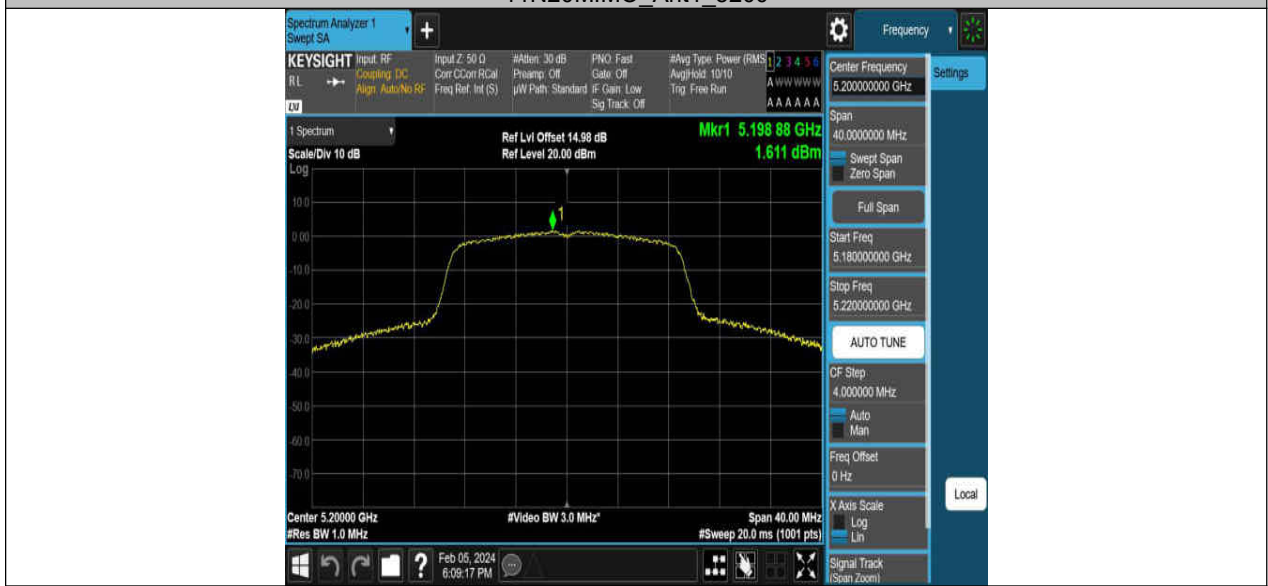 Spectrum Analyzer 1
Swept SA
+
Frequency
KEYSIGHT
RL
LXI
Input: RF
Coupling: DC
Align: Auto/No RF
Input Z: 50 Ω
Corr CCorr RCal
Freq Ref: Int (S)
#Atten: 30 dB
Preamp: Off
µW Path: Standard
PNO: Fast
Gate: Off
IF Gain: Low
Sig Track: Off
#Avg Type: Power (RMS
Avg|Hold: 10/10
Trig: Free Run
1 2 3 4 5 6
A W W W W W
A A A A A A
Center Frequency
5.200000000 GHz
Settings
Span
40.0000000 MHz
Swept Span
Zero Span
Full Span
Start Freq
5.180000000 GHz
Stop Freq
5.220000000 GHz
AUTO TUNE
CF Step
4.000000 MHz
Auto
Man
Freq Offset
0 Hz
X Axis Scale
Log
Lin
Signal Track
(Span Zoom)
Local
1 Spectrum
Scale/Div 10 dB
Log
Ref Lvl Offset 14.98 dB
Ref Level 20.00 dBm
Mkr1 5.198 88 GHz
1.611 dBm
1
10.0
0.00
-10.0
-20.0
-30.0
-40.0
-50.0
-60.0
-70.0
Center 5.20000 GHz
#Res BW 1.0 MHz
#Video BW 3.0 MHz*
Span 40.00 MHz
#Sweep 20.0 ms (1001 pts)
?
Feb 05, 2024
6:09:17 PM